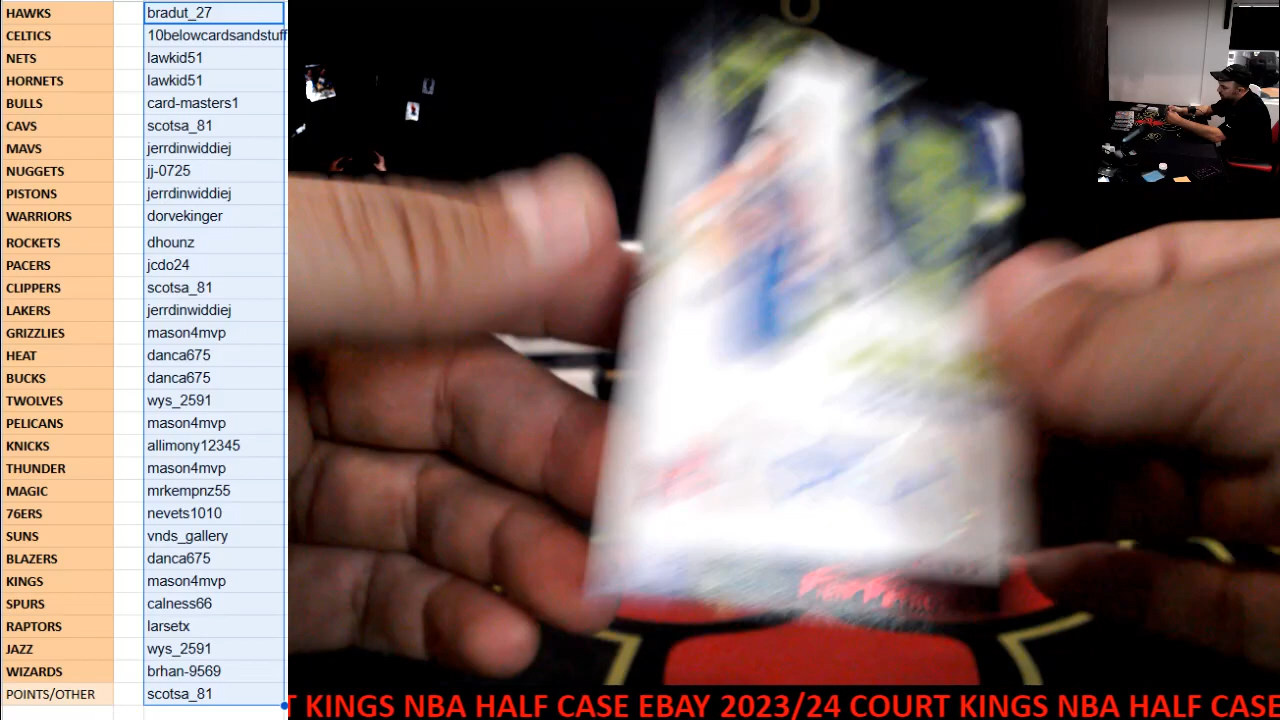 HAWKS bradut_27
CELTICS 10belowcardsandstuff
NETS lawkid51
HORNETS lawkid51
BULLS card-masters1
CAVS scotsa_81
MAVS jerrdinwiddiej
NUGGETS jj-0725
PISTONS jerrdinwiddiej
WARRIORS dorvekinger
ROCKETS dhounz
PACERS jcdo24
CLIPPERS scotsa_81
LAKERS jerrdinwiddiej
GRIZZLIES mason4mvp
HEAT danca675
BUCKS danca675
TWOLVES wys_2591
PELICANS mason4mvp
KNICKS allimony12345
THUNDER mason4mvp
MAGIC mrkempnz55
76ERS nevets1010
SUNS vnds_gallery
BLAZERS danca675
KINGS mason4mvp
SPURS calness66
RAPTORS larsetx
JAZZ wys_2591
WIZARDS brhan-9569
POINTS/OTHER scotsa_81
KINGS NBA HALF CASE EBAY 2023/24 COURT KINGS NBA HALF CASE